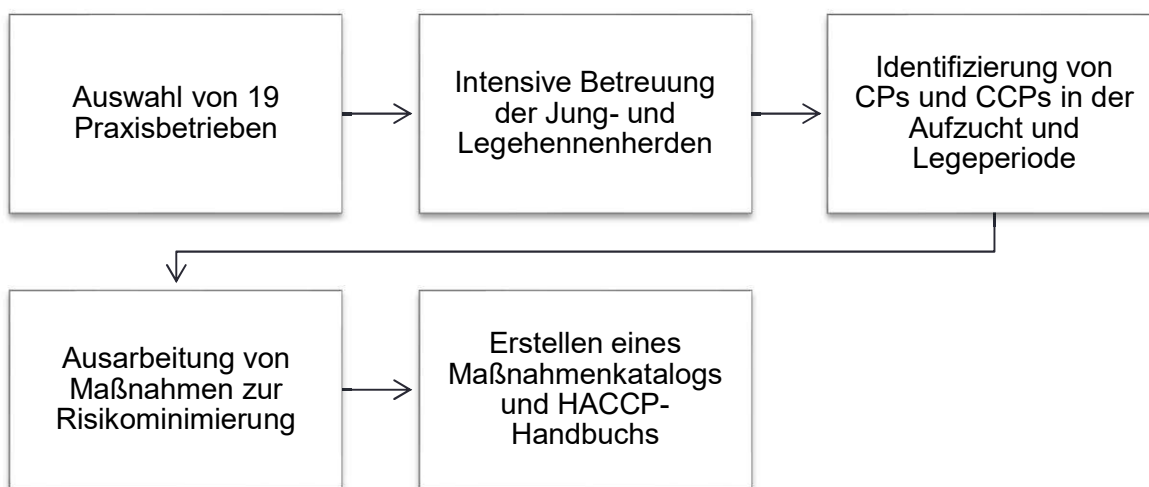 Auswahl von 19
Praxisbetrieben
Intensive Betreuung
der Jung- und
Legehennenherden
Identifizierung von
CPs und CCPs in der
Aufzucht und
Legeperiode
Ausarbeitung von
Maßnahmen zur
Risikominimierung
Erstellen eines
Maßnahmenkatalogs
und HACCP-
Handbuchs